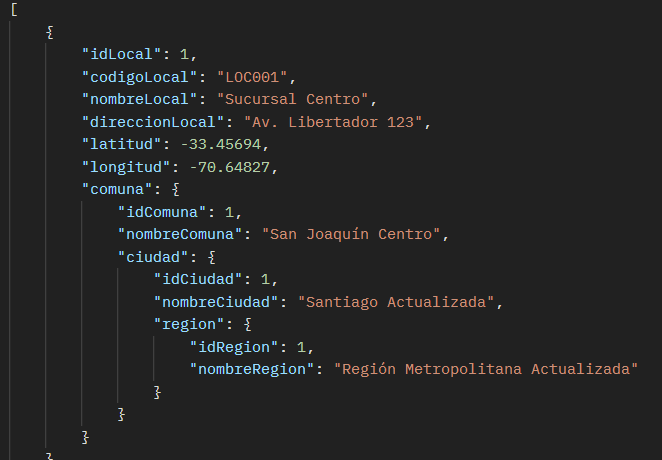 [
    {
        "idLocal": 1,
        "codigoLocal": "LOC001",
        "nombreLocal": "Sucursal Centro",
        "direccionLocal": "Av. Libertador 123",
        "latitud": -33.45694,
        "longitud": -70.64827,
        "comuna": {
            "idComuna": 1,
            "nombreComuna": "San Joaquín Centro",
            "ciudad": {
                "idCiudad": 1,
                "nombreCiudad": "Santiago Actualizada",
                "region": {
                    "idRegion": 1,
                    "nombreRegion": "Región Metropolitana Actualizada"
                }
            }
        }
    }